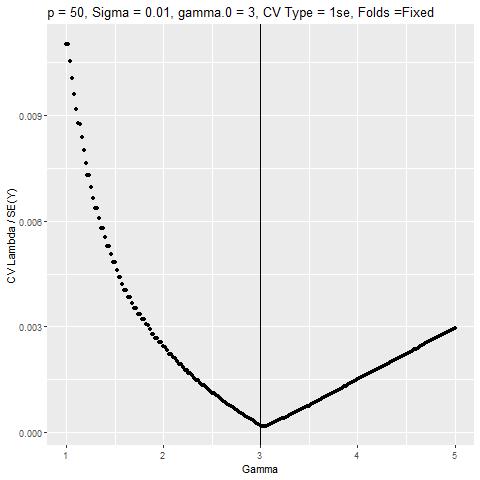 p = 50, Sigma = 0.01, gamma.0 = 3, CV Type = 1se, Folds =Fixed
CV Lambda / SE(Y)
0.009
0.006
0.003
0.000
1 2 3 4 5
Gamma